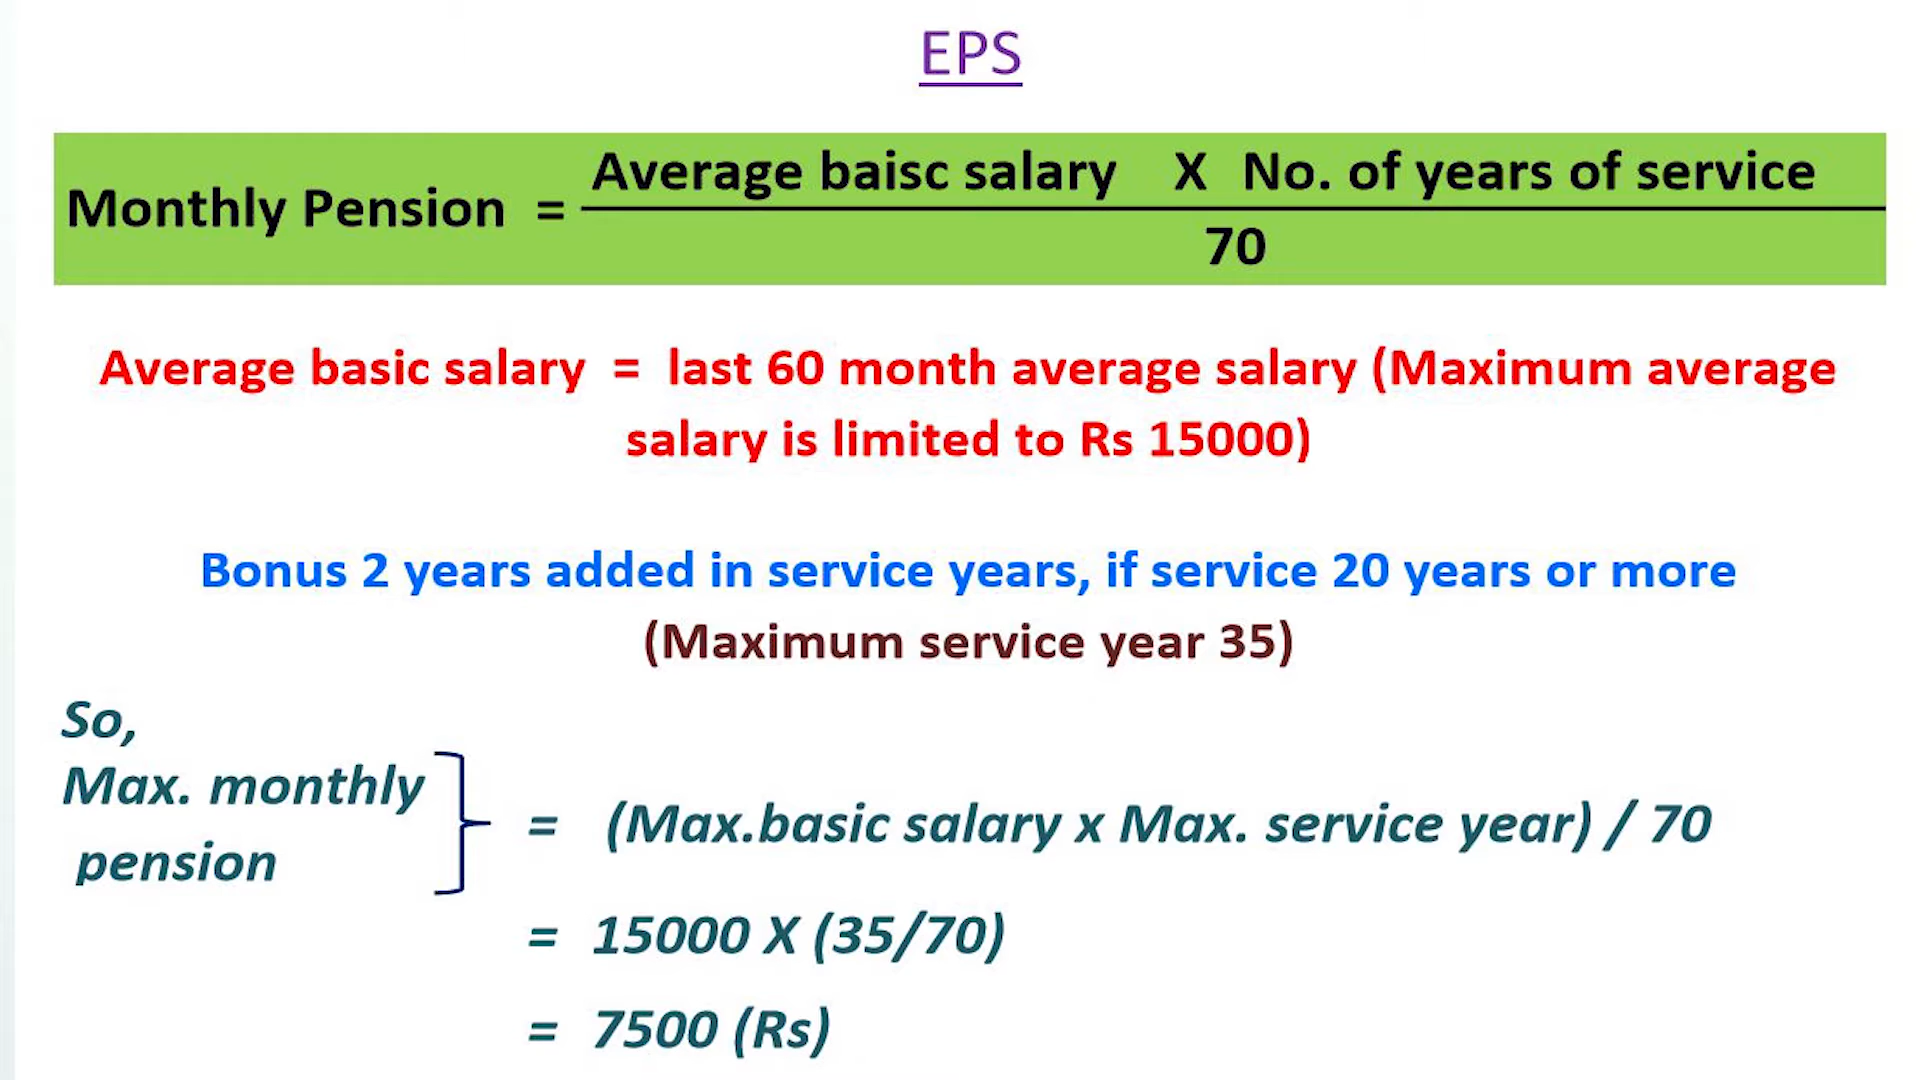 EPS
Monthly Pension = Average baisc salary X No. of years of service
70
Average basic salary = last 60 month average salary (Maximum average
salary is limited to Rs 15000)
Bonus 2 years added in service years, if service 20 years or more
(Maximum service year 35)
So,
Max. monthly
pension
= (Max.basic salary x Max. service year) / 70
= 15000 X (35/70)
= 7500 (Rs)